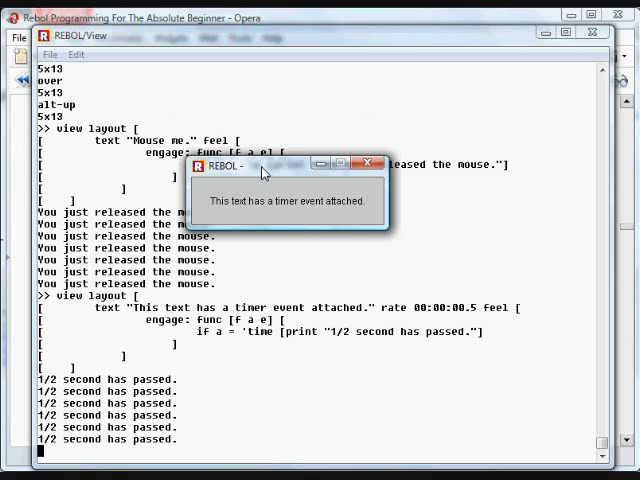 Rebol Programming For The Absolute Beginner - Opera
File
REBOL/View
File Edit
5x13
over
5x13
alt-up
5x13
>> view layout [
[ text "Mouse me." feel [
[ engage: func [f a e] [
[ leased the mouse."]
[ ]
[ ]
[ ]
REBOL -
This text has a timer event attached.
You just released the mo
You just released the mouse.
You just released the mouse.
You just released the mouse.
You just released the mouse.
You just released the mouse.
You just released the mouse.
>> view layout [
[ text "This text has a timer event attached." rate 00:00:00.5 feel [
[ engage: func [f a e] [
[ if a = 'time [print "1/2 second has passed."]
[ ]
[ ]
[ ]
1/2 second has passed.
1/2 second has passed.
1/2 second has passed.
1/2 second has passed.
1/2 second has passed.
1/2 second has passed.